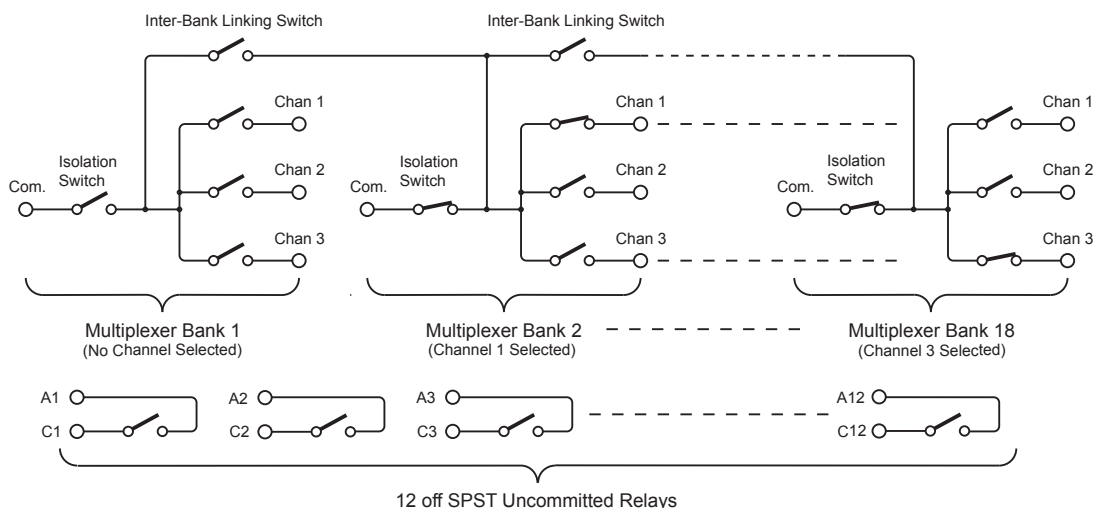 Inter-Bank Linking Switch
Inter-Bank Linking Switch
Chan 1
Chan 1
Chan 1
Isolation
Switch
Com.
Chan 2
Isolation
Switch
Com.
Chan 2
Isolation
Switch
Com.
Chan 2
Chan 3
Chan 3
Chan 3
Multiplexer Bank 1
(No Channel Selected)
Multiplexer Bank 2
(Channel 1 Selected)
Multiplexer Bank 18
(Channel 3 Selected)
A1
A2
A3
A12
C1
C2
C3
C12
12 off SPST Uncommitted Relays